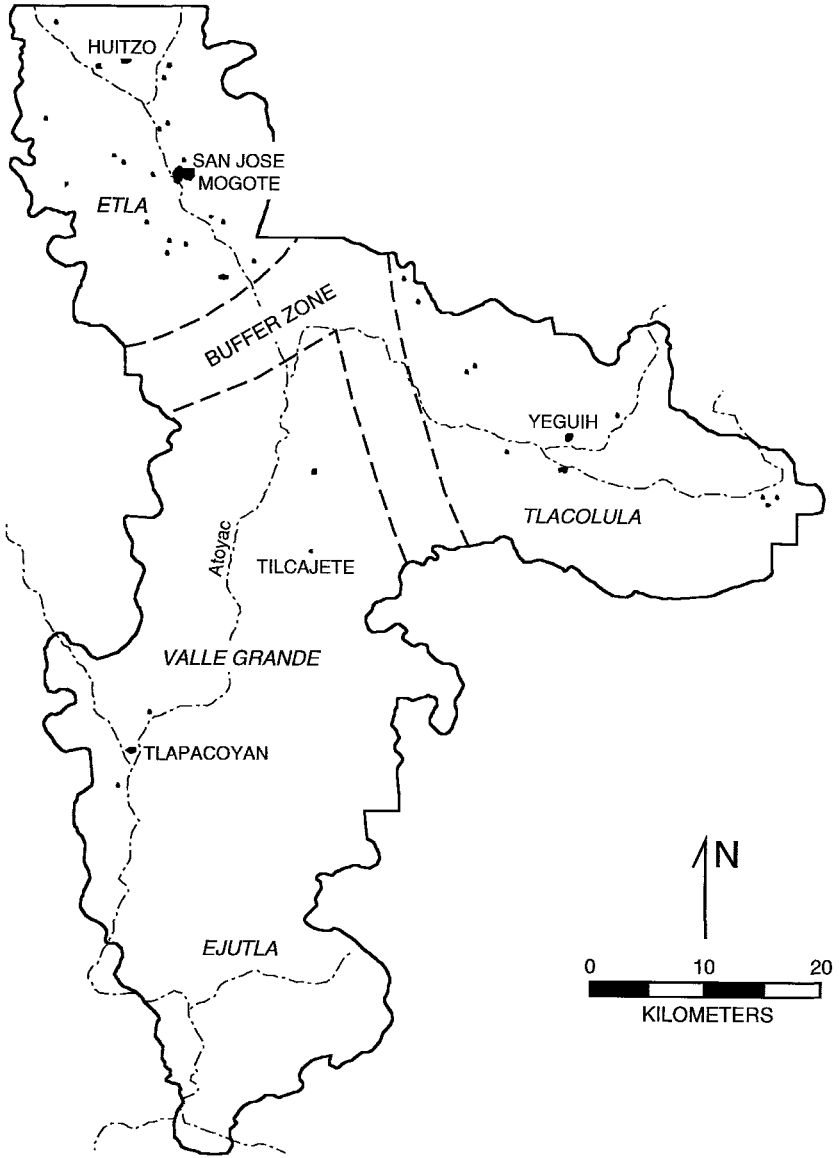 HUITZO
SAN JOSE
MOGOTE
ETLA
BUFFER ZONE
YEGUIH
TLACOLULA
Atoyac
TILCAJETE
VALLE GRANDE
TLAPACOYAN
N
EJUTLA
0 10 20
KILOMETERS